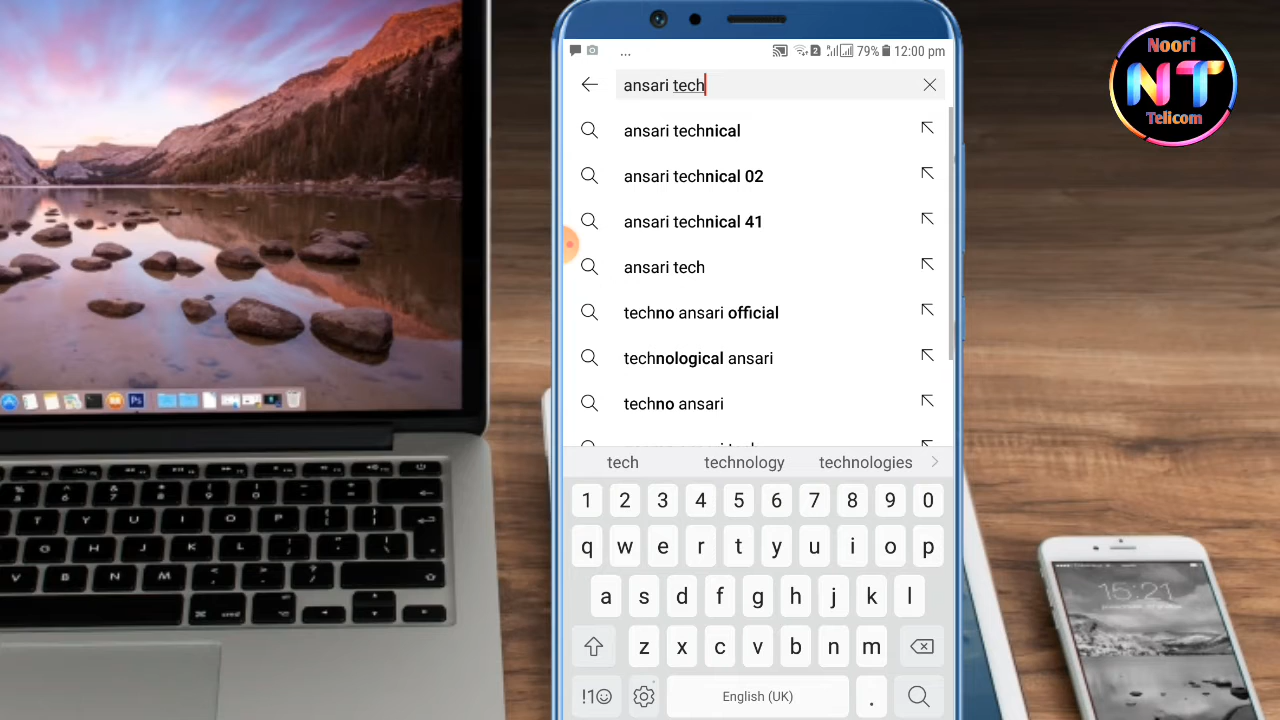 ... 2 79% 12:00 pm
Noori
NT
Telicom
ansari tech
ansari technical
ansari technical 02
ansari technical 41
ansari tech
techno ansari official
technological ansari
techno ansari
tech technology technologies
1 2 3 4 5 6 7 8 9 0
q w e r t y u i o p
a s d f g h j k l
z x c v b n m
!1☺ English (UK) .
T Y U I O P
G H J K L
V B N M
15:21